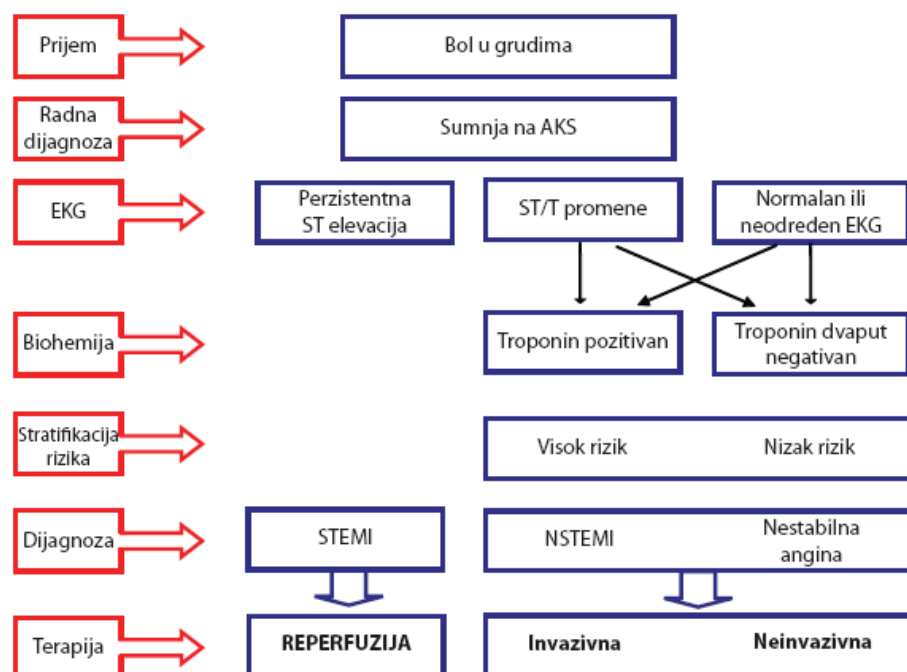 Prijem
Bol u grudima
Radna
dijagnoza
Sumnja na AKS
EKG
Perzistentna
ST elevacija
ST/T promene
Normalan ili
neodređen EKG
Biohemija
Troponin pozitivan
Troponin dvaput
negativan
Stratifikacija
rizika
Visok rizik
Nizak rizik
Dijagnoza
STEMI
NSTEMI
Nestabilna
angina
Terapija
REPERFUZIJA
Invazivna
Neinvazivna